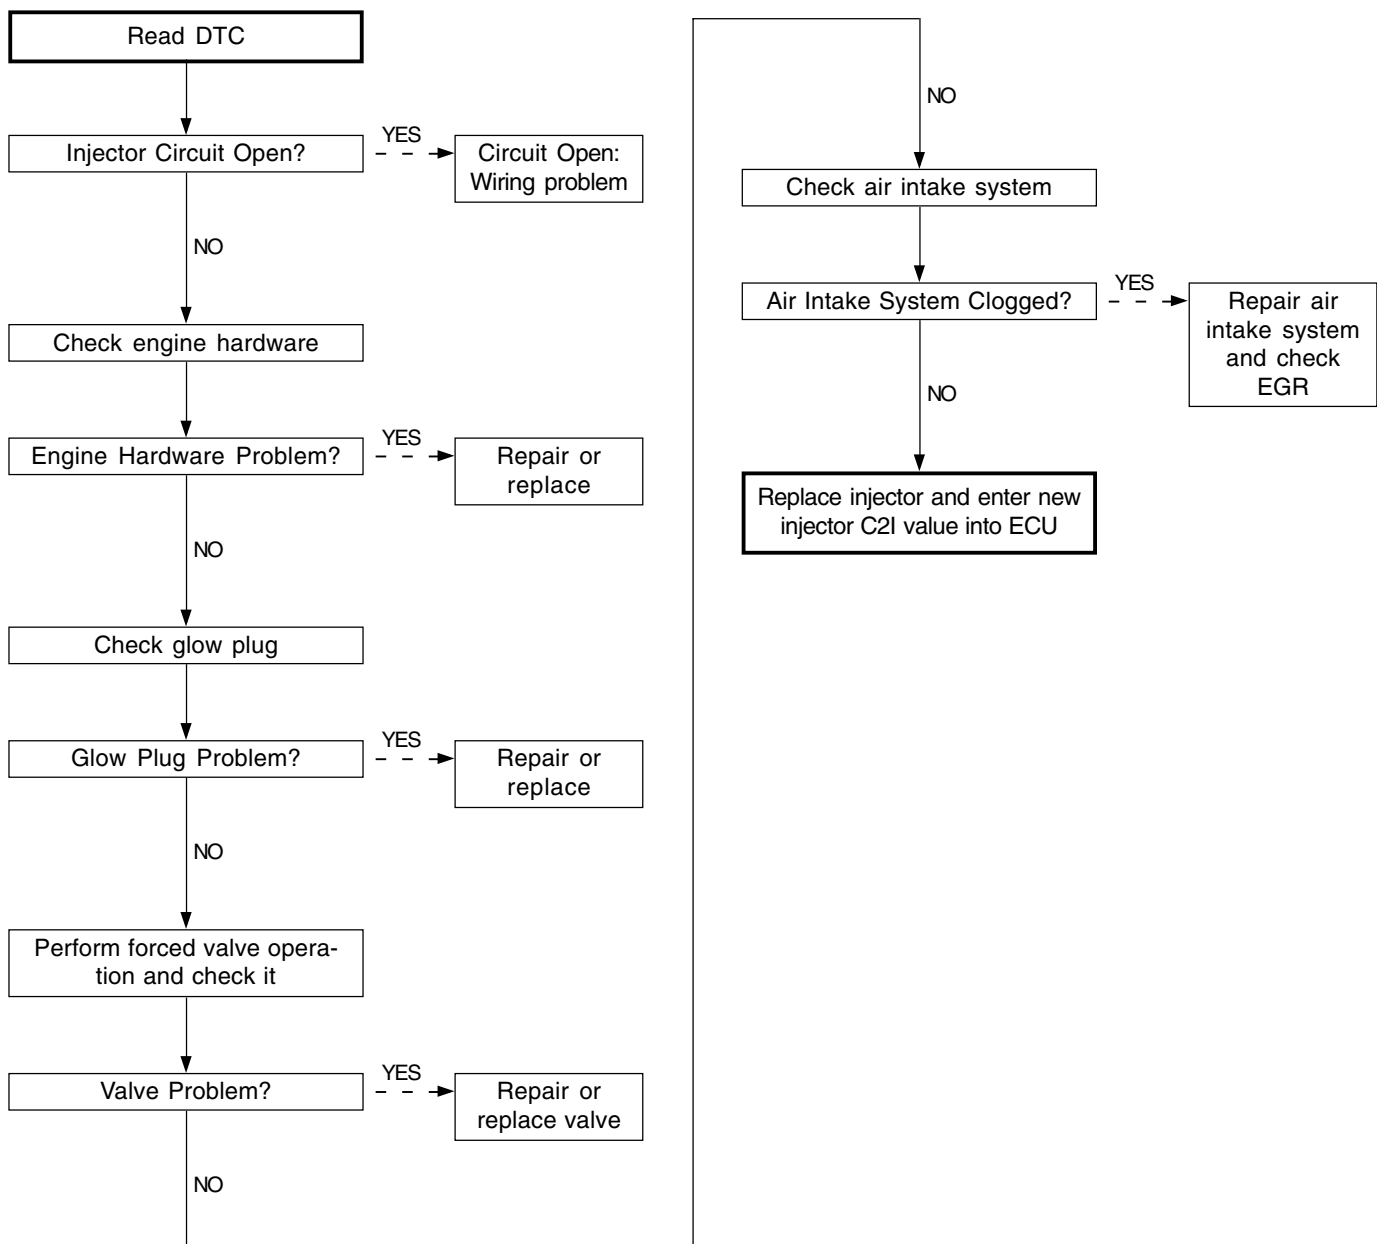 Read DTC
Injector Circuit Open?
YES
Circuit Open:
Wiring problem
NO
Check engine hardware
Engine Hardware Problem?
YES
Repair or
replace
NO
Check glow plug
Glow Plug Problem?
YES
Repair or
replace
NO
Perform forced valve opera-
tion and check it
Valve Problem?
YES
Repair or
replace valve
NO
NO
Check air intake system
Air Intake System Clogged?
YES
Repair air
intake system
and check
EGR
NO
Replace injector and enter new
injector C2I value into ECU